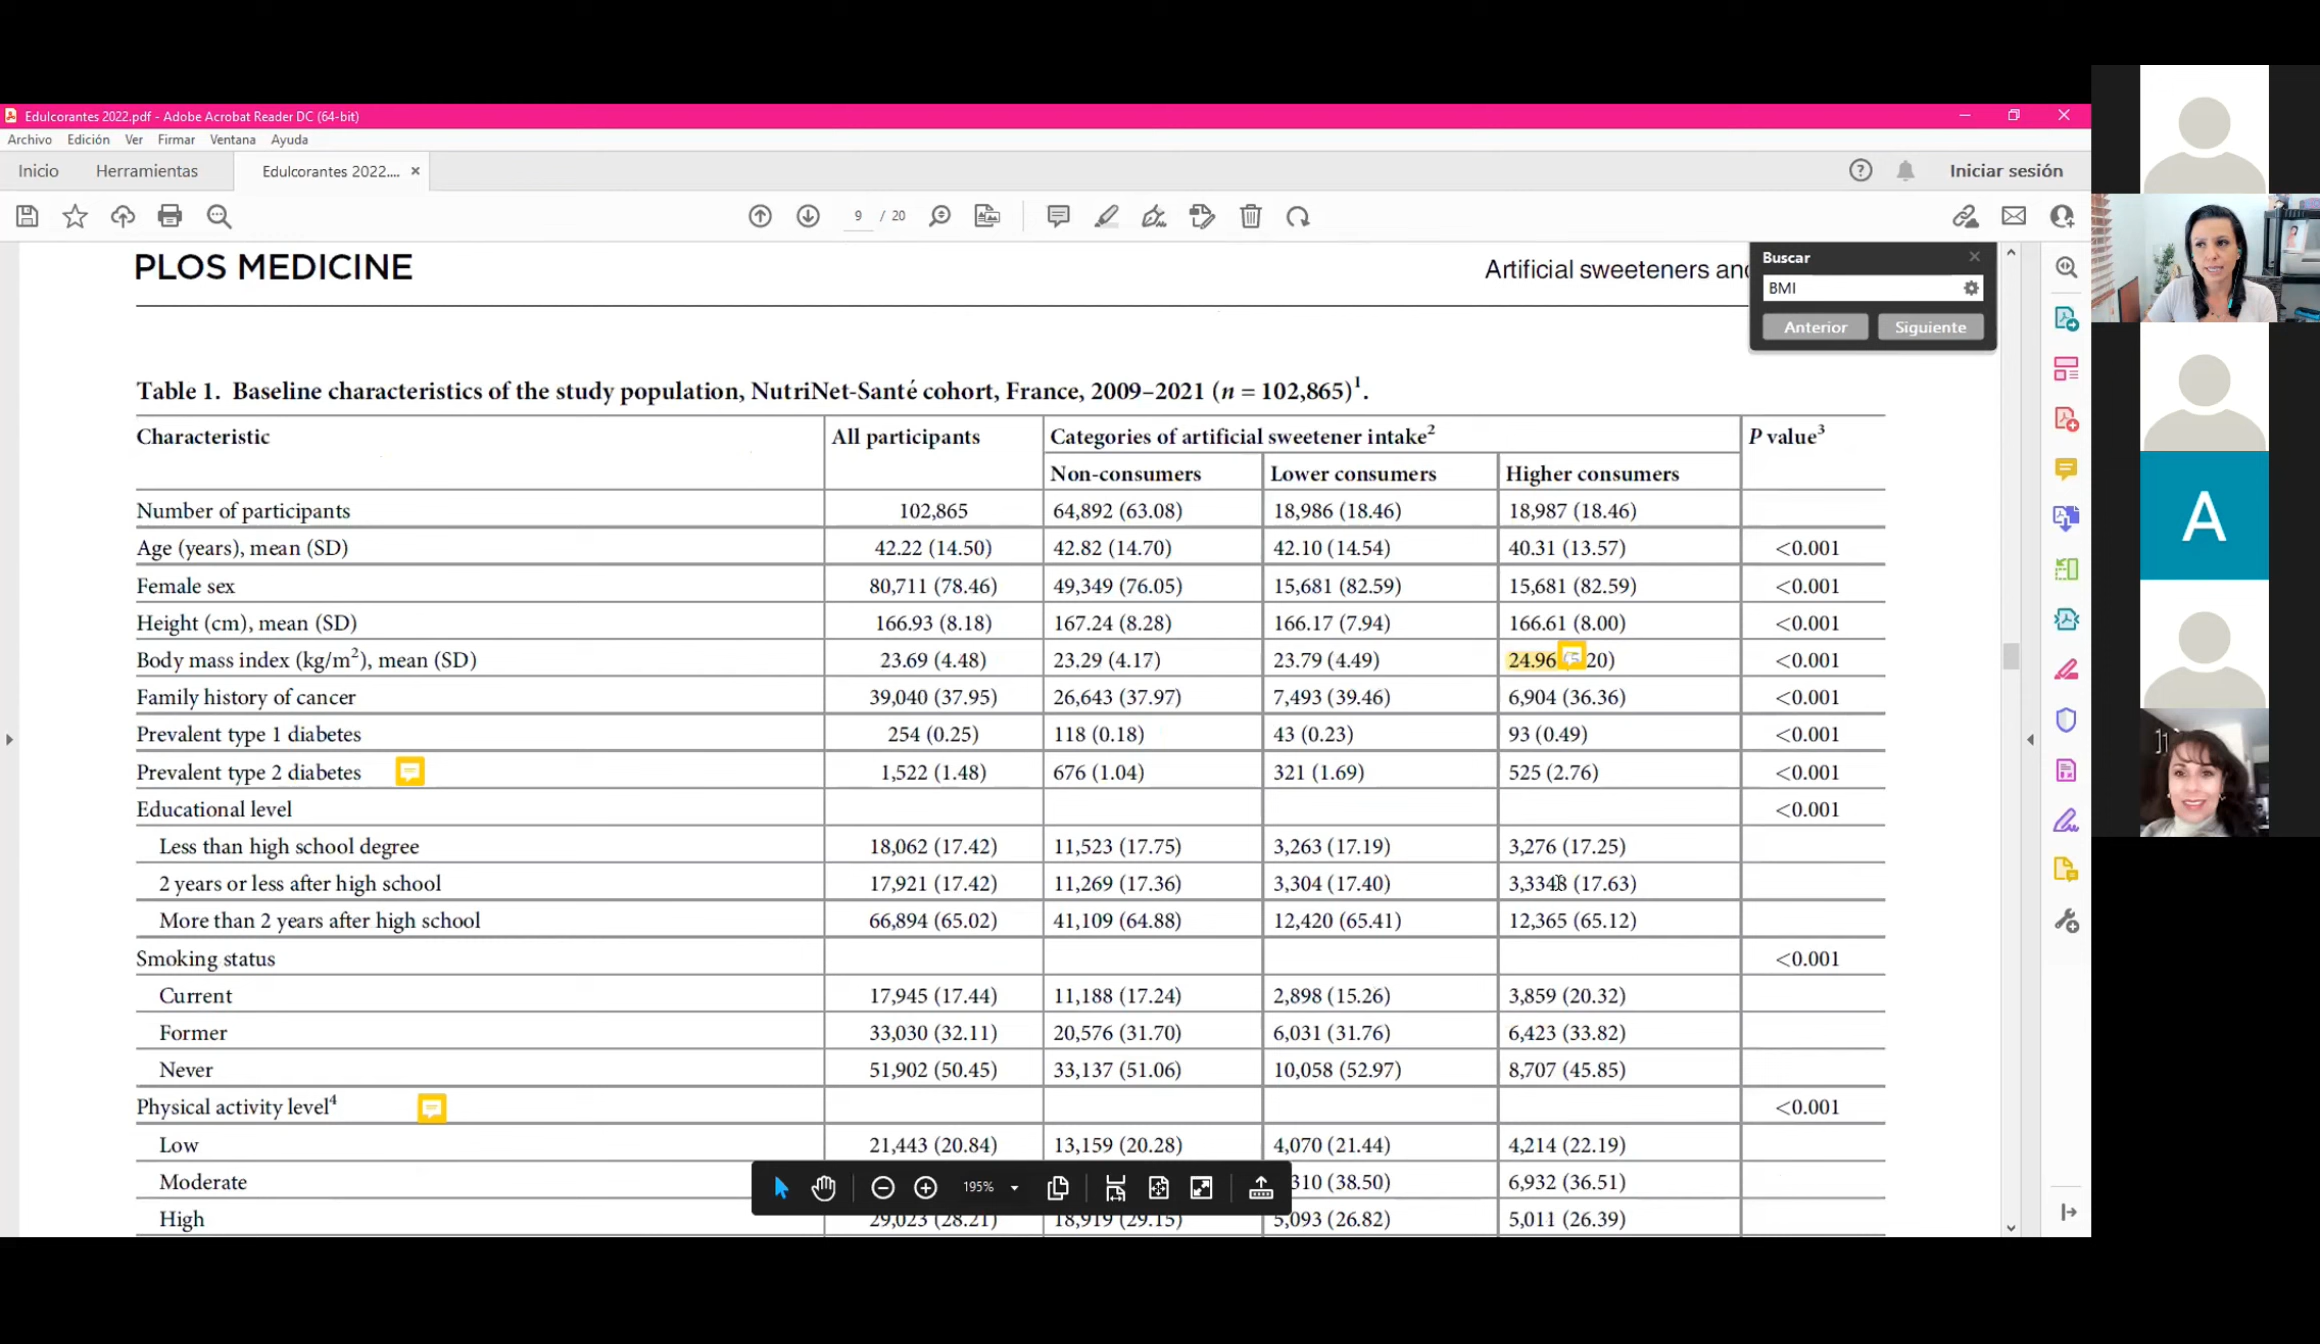 Edulcorantes 2022.pdf - Adobe Acrobat Reader DC (64-bit)
Archivo Edición Ver Firmar Ventana Ayuda
Inicio Herramientas Edulcorantes 2022.... × Iniciar sesión
9 / 20
PLOS MEDICINE Artificial sweeteners and
Buscar
BMI
Anterior Siguiente
Table 1. Baseline characteristics of the study population, NutriNet-Santé cohort, France, 2009–2021 (n = 102,865)1.
Characteristic All participants Categories of artificial sweetener intake2 P value3
Non-consumers Lower consumers Higher consumers
Number of participants 102,865 64,892 (63.08) 18,986 (18.46) 18,987 (18.46)
Age (years), mean (SD) 42.22 (14.50) 42.82 (14.70) 42.10 (14.54) 40.31 (13.57) <0.001
Female sex 80,711 (78.46) 49,349 (76.05) 15,681 (82.59) 15,681 (82.59) <0.001
Height (cm), mean (SD) 166.93 (8.18) 167.24 (8.28) 166.17 (7.94) 166.61 (8.00) <0.001
Body mass index (kg/m2), mean (SD) 23.69 (4.48) 23.29 (4.17) 23.79 (4.49) 24.96 20) <0.001
Family history of cancer 39,040 (37.95) 26,643 (37.97) 7,493 (39.46) 6,904 (36.36) <0.001
Prevalent type 1 diabetes 254 (0.25) 118 (0.18) 43 (0.23) 93 (0.49) <0.001
Prevalent type 2 diabetes 1,522 (1.48) 676 (1.04) 321 (1.69) 525 (2.76) <0.001
Educational level <0.001
Less than high school degree 18,062 (17.42) 11,523 (17.75) 3,263 (17.19) 3,276 (17.25)
2 years or less after high school 17,921 (17.42) 11,269 (17.36) 3,304 (17.40) 3,3348 (17.63)
More than 2 years after high school 66,894 (65.02) 41,109 (64.88) 12,420 (65.41) 12,365 (65.12)
Smoking status <0.001
Current 17,945 (17.44) 11,188 (17.24) 2,898 (15.26) 3,859 (20.32)
Former 33,030 (32.11) 20,576 (31.70) 6,031 (31.76) 6,423 (33.82)
Never 51,902 (50.45) 33,137 (51.06) 10,058 (52.97) 8,707 (45.85)
Physical activity level4 <0.001
Low 21,443 (20.84) 13,159 (20.28) 4,070 (21.44) 4,214 (22.19)
Moderate 310 (38.50) 6,932 (36.51)
High 29,023 (28.21) 18,919 (29.15) 5,093 (26.82) 5,011 (26.39)
195%
A